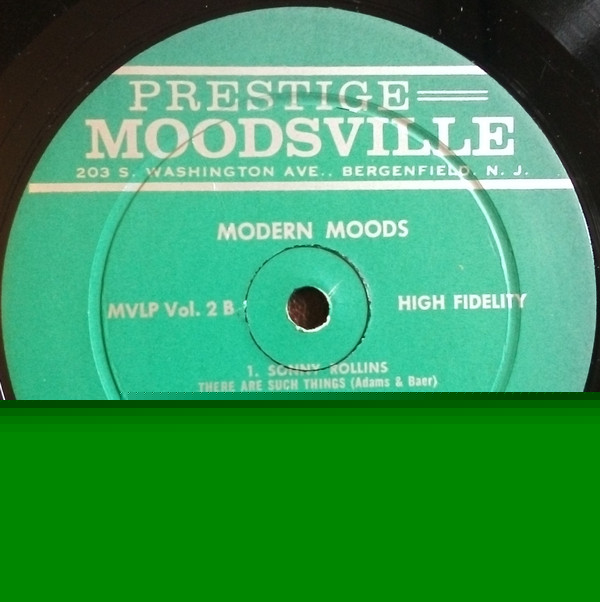 PRESTIGE
MOODSVILLE
203 S. WASHINGTON AVE., BERGENFIELD, N. J.
MODERN MOODS
MVLP Vol. 2 B
HIGH FIDELITY
1. SONNY ROLLINS
THERE ARE SUCH THINGS (Adams & Baer)